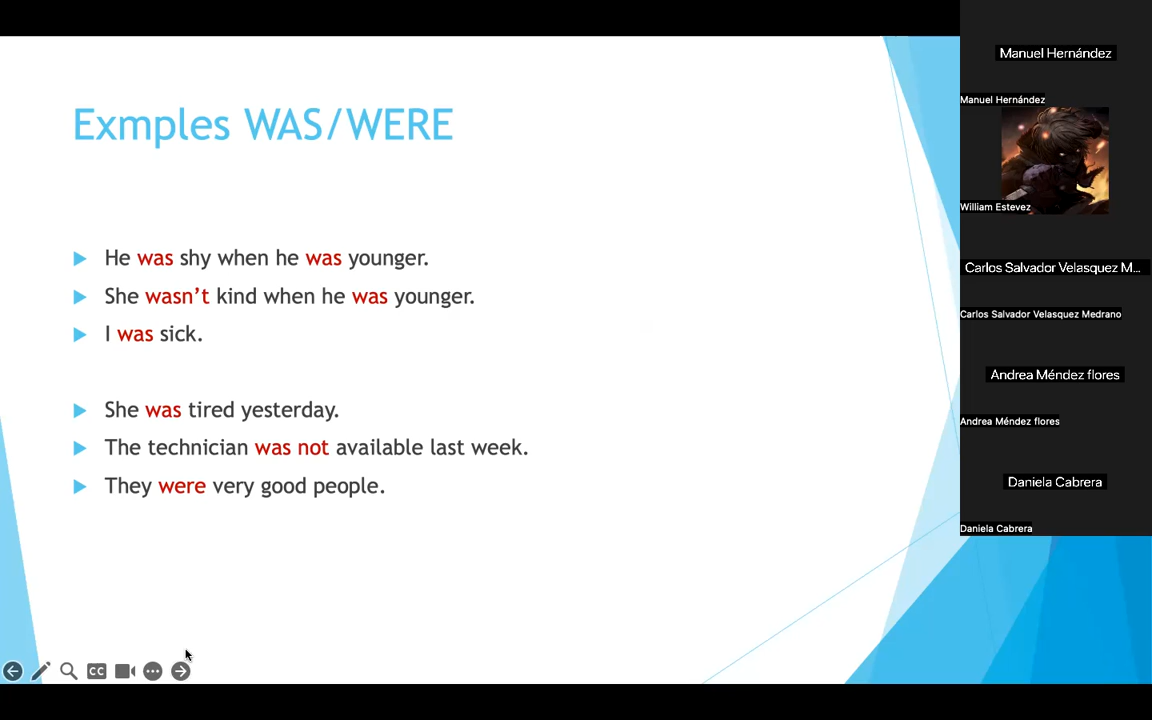 Exmples WAS/WERE
He was shy when he was younger.
She wasn’t kind when he was younger.
I was sick.
She was tired yesterday.
The technician was not available last week.
They were very good people.
CC
Manuel Hernández
Manuel Hernández
William Estevez
Carlos Salvador Velasquez M...
Carlos Salvador Velasquez Medrano
Andrea Méndez flores
Andrea Méndez flores
Daniela Cabrera
Daniela Cabrera